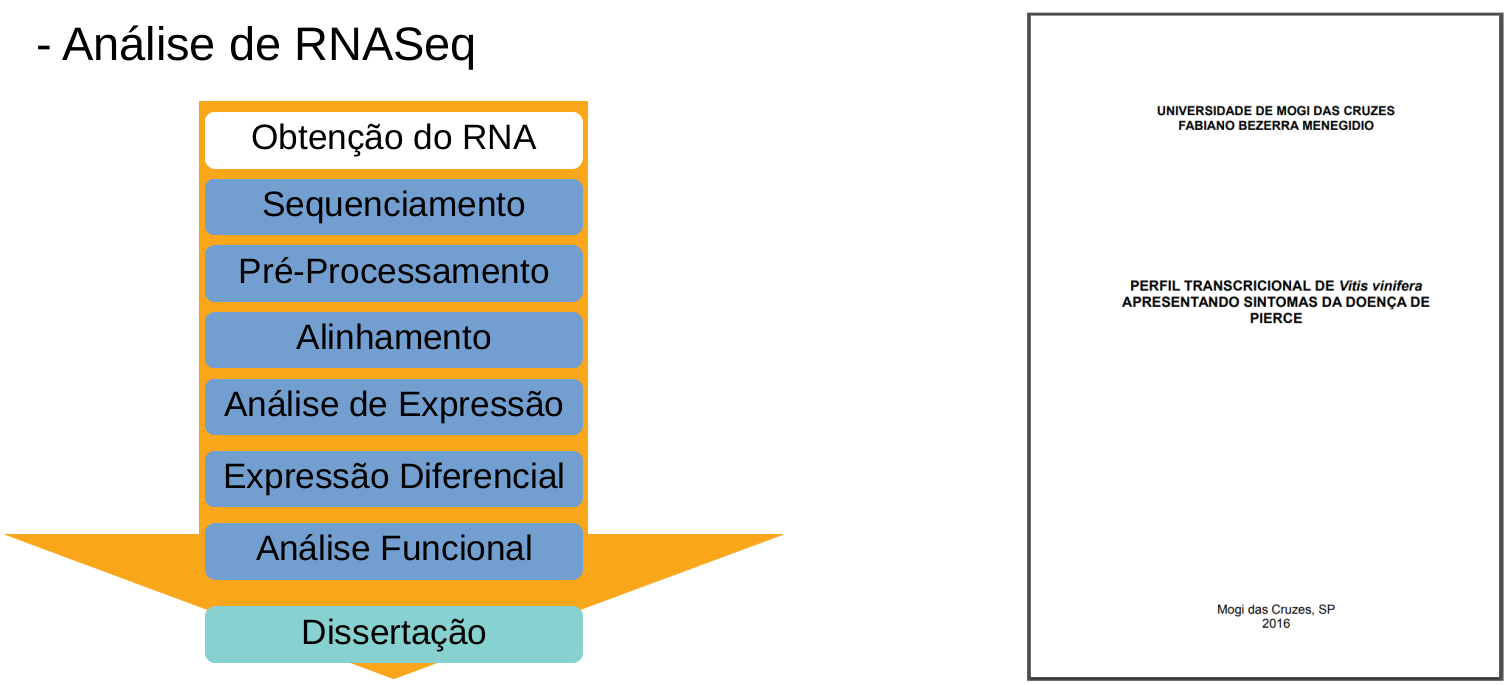 - Análise de RNASeq
Obtenção do RNA
Sequenciamento
Pré-Processamento
Alinhamento
Análise de Expressão
Expressão Diferencial
Análise Funcional
Dissertação
UNIVERSIDADE DE MOGI DAS CRUZES
FABIANO BEZERRA MENEGIDIO
PERFIL TRANSCRICIONAL DE Vitis vinifera
APRESENTANDO SINTOMAS DA DOENÇA DE
PIERCE
Mogi das Cruzes, SP
2016